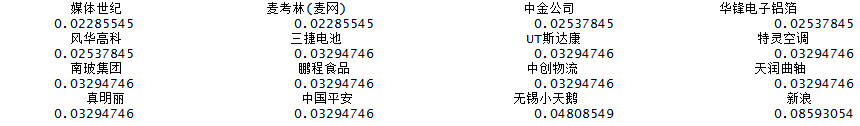 媒体世纪 麦考林(麦网) 中金公司 华锋电子铝箔
0.02285545 0.02285545 0.02537845 0.02537845
风华高科 三捷电池 UT斯达康 特灵空调
0.02537845 0.03294746 0.03294746 0.03294746
南玻集团 鹏程食品 中创物流 天润曲轴
0.03294746 0.03294746 0.03294746 0.03294746
真明丽 中国平安 无锡小天鹅 新浪
0.03294746 0.03294746 0.04808549 0.08593054